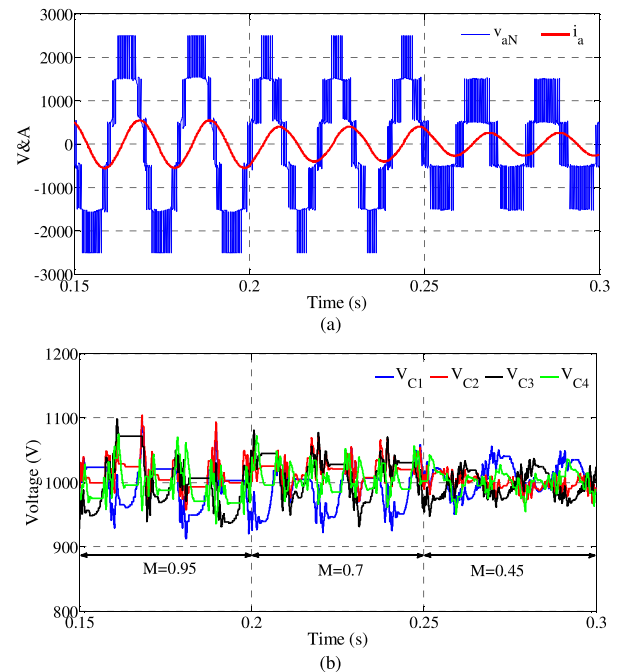 3000
2000
1000
0
-1000
-2000
-3000
V&A
v_aN i_a
0.15 0.2 0.25 0.3
Time (s)
(a)
1200
1100
1000
900
800
Voltage (V)
V_C1 V_C2 V_C3 V_C4
M=0.95 M=0.7 M=0.45
0.15 0.2 0.25 0.3
Time (s)
(b)